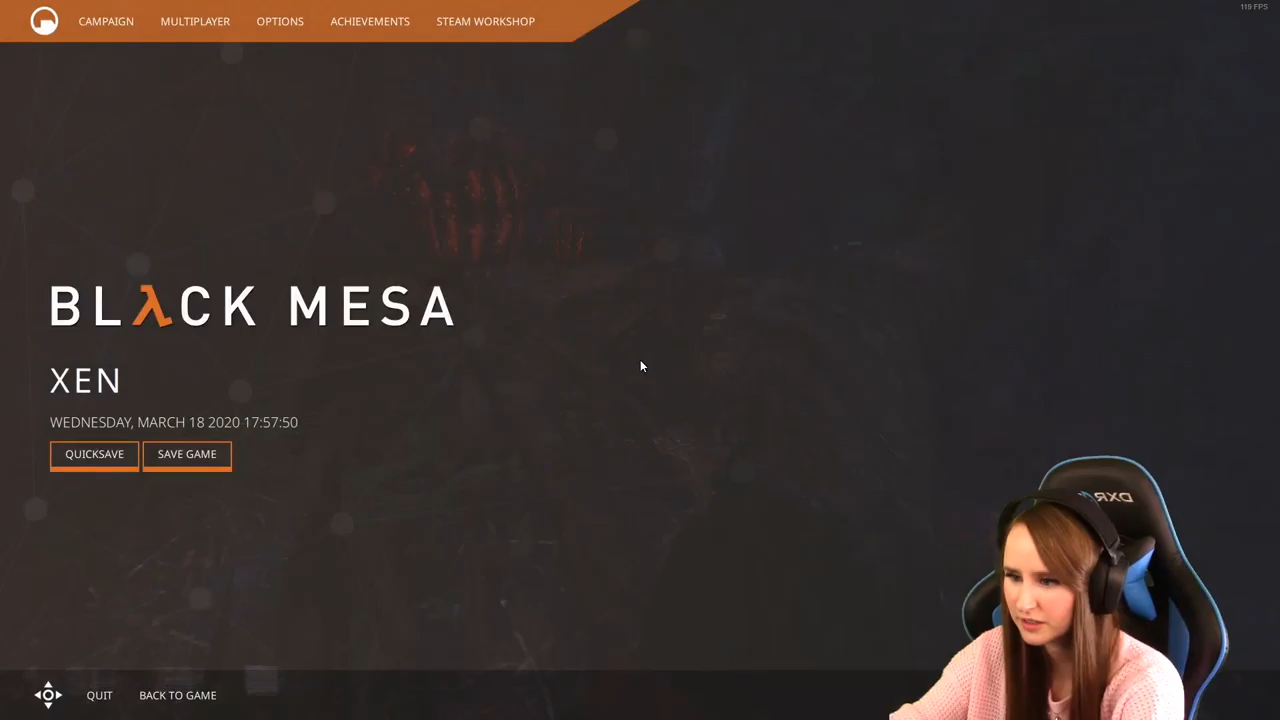 CAMPAIGN MULTIPLAYER OPTIONS ACHIEVEMENTS STEAM WORKSHOP
119 FPS
BLλCK MESA
XEN
WEDNESDAY, MARCH 18 2020 17:57:50
QUICKSAVE SAVE GAME
DXR
QUIT BACK TO GAME